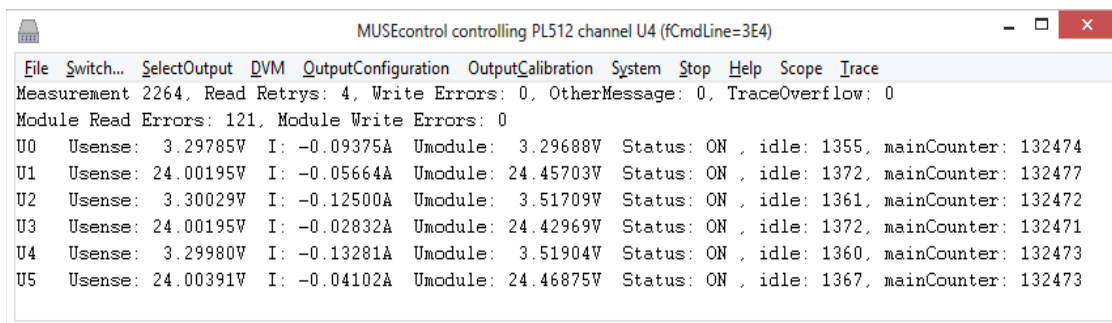 MUSEcontrol controlling PL512 channel U4 (fCmdLine=3E4)
File Switch... SelectOutput DVM OutputConfiguration OutputCalibration System Stop Help Scope Trace
Measurement 2264, Read Retrys: 4, Write Errors: 0, OtherMessage: 0, TraceOverflow: 0
Module Read Errors: 121, Module Write Errors: 0
U0 Usense: 3.29785V I: -0.09375A Umodule: 3.29688V Status: ON , idle: 1355, mainCounter: 132474
U1 Usense: 24.00195V I: -0.05664A Umodule: 24.45703V Status: ON , idle: 1372, mainCounter: 132477
U2 Usense: 3.30029V I: -0.12500A Umodule: 3.51709V Status: ON , idle: 1361, mainCounter: 132472
U3 Usense: 24.00195V I: -0.02832A Umodule: 24.42969V Status: ON , idle: 1372, mainCounter: 132471
U4 Usense: 3.29980V I: -0.13281A Umodule: 3.51904V Status: ON , idle: 1360, mainCounter: 132473
U5 Usense: 24.00391V I: -0.04102A Umodule: 24.46875V Status: ON , idle: 1367, mainCounter: 132473